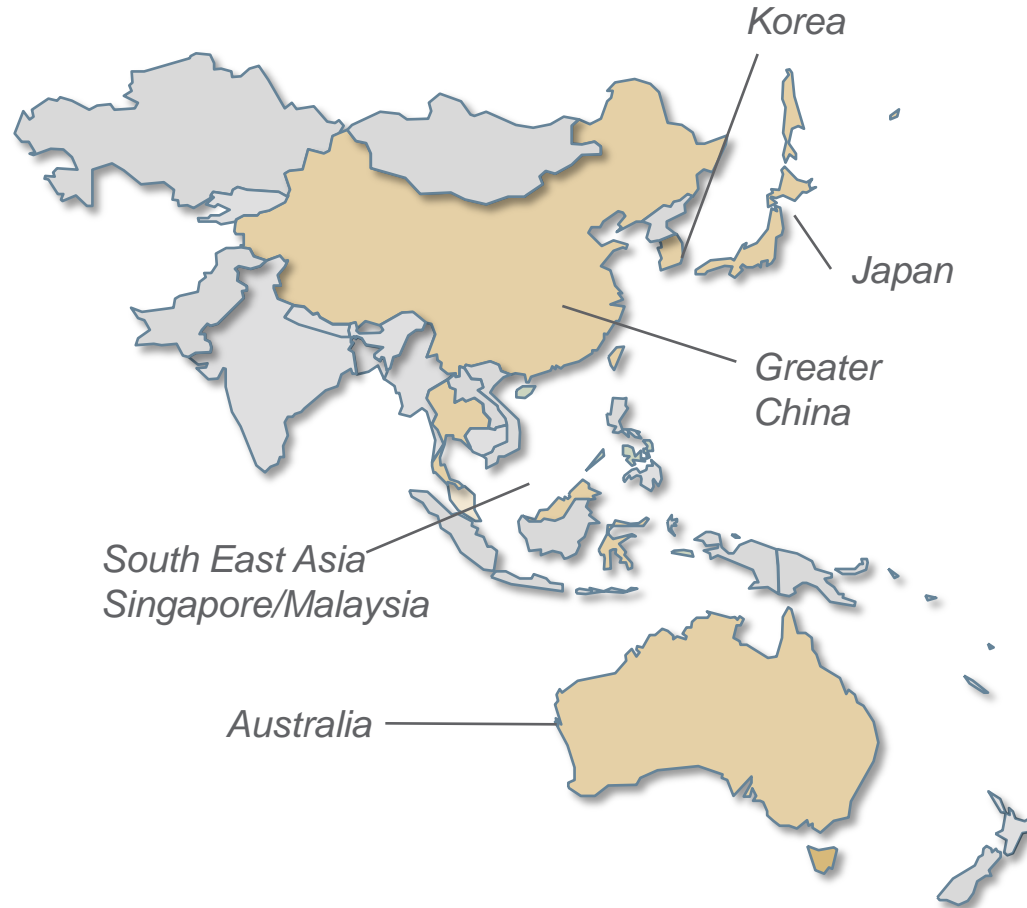 Korea
Japan
Greater
China
South East Asia
Singapore/Malaysia
Australia